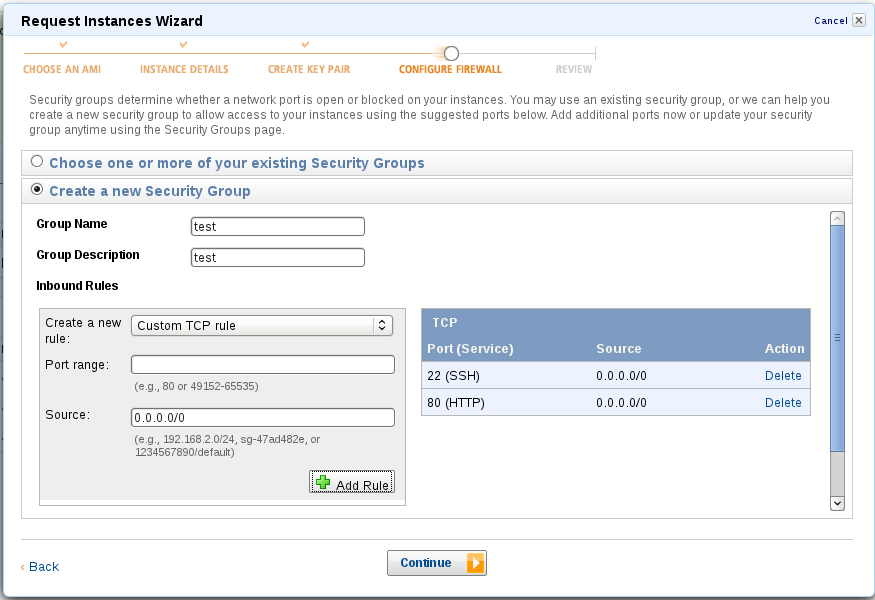 Request Instances Wizard
Cancel
CHOOSE AN AMI
INSTANCE DETAILS
CREATE KEY PAIR
CONFIGURE FIREWALL
REVIEW
Security groups determine whether a network port is open or blocked on your instances. You may use an existing security group, or we can help you
create a new security group to allow access to your instances using the suggested ports below. Add additional ports now or update your security
group anytime using the Security Groups page.
Choose one or more of your existing Security Groups
Create a new Security Group
Group Name
test
Group Description
test
Inbound Rules
Create a new
rule:
Custom TCP rule
Port range:
(e.g., 80 or 49152-65535)
Source:
0.0.0.0/0
(e.g., 192.168.2.0/24, sg-47ad482e, or
1234567890/default)
Add Rule
TCP
Port (Service) Source Action
22 (SSH) 0.0.0.0/0 Delete
80 (HTTP) 0.0.0.0/0 Delete
‹ Back
Continue